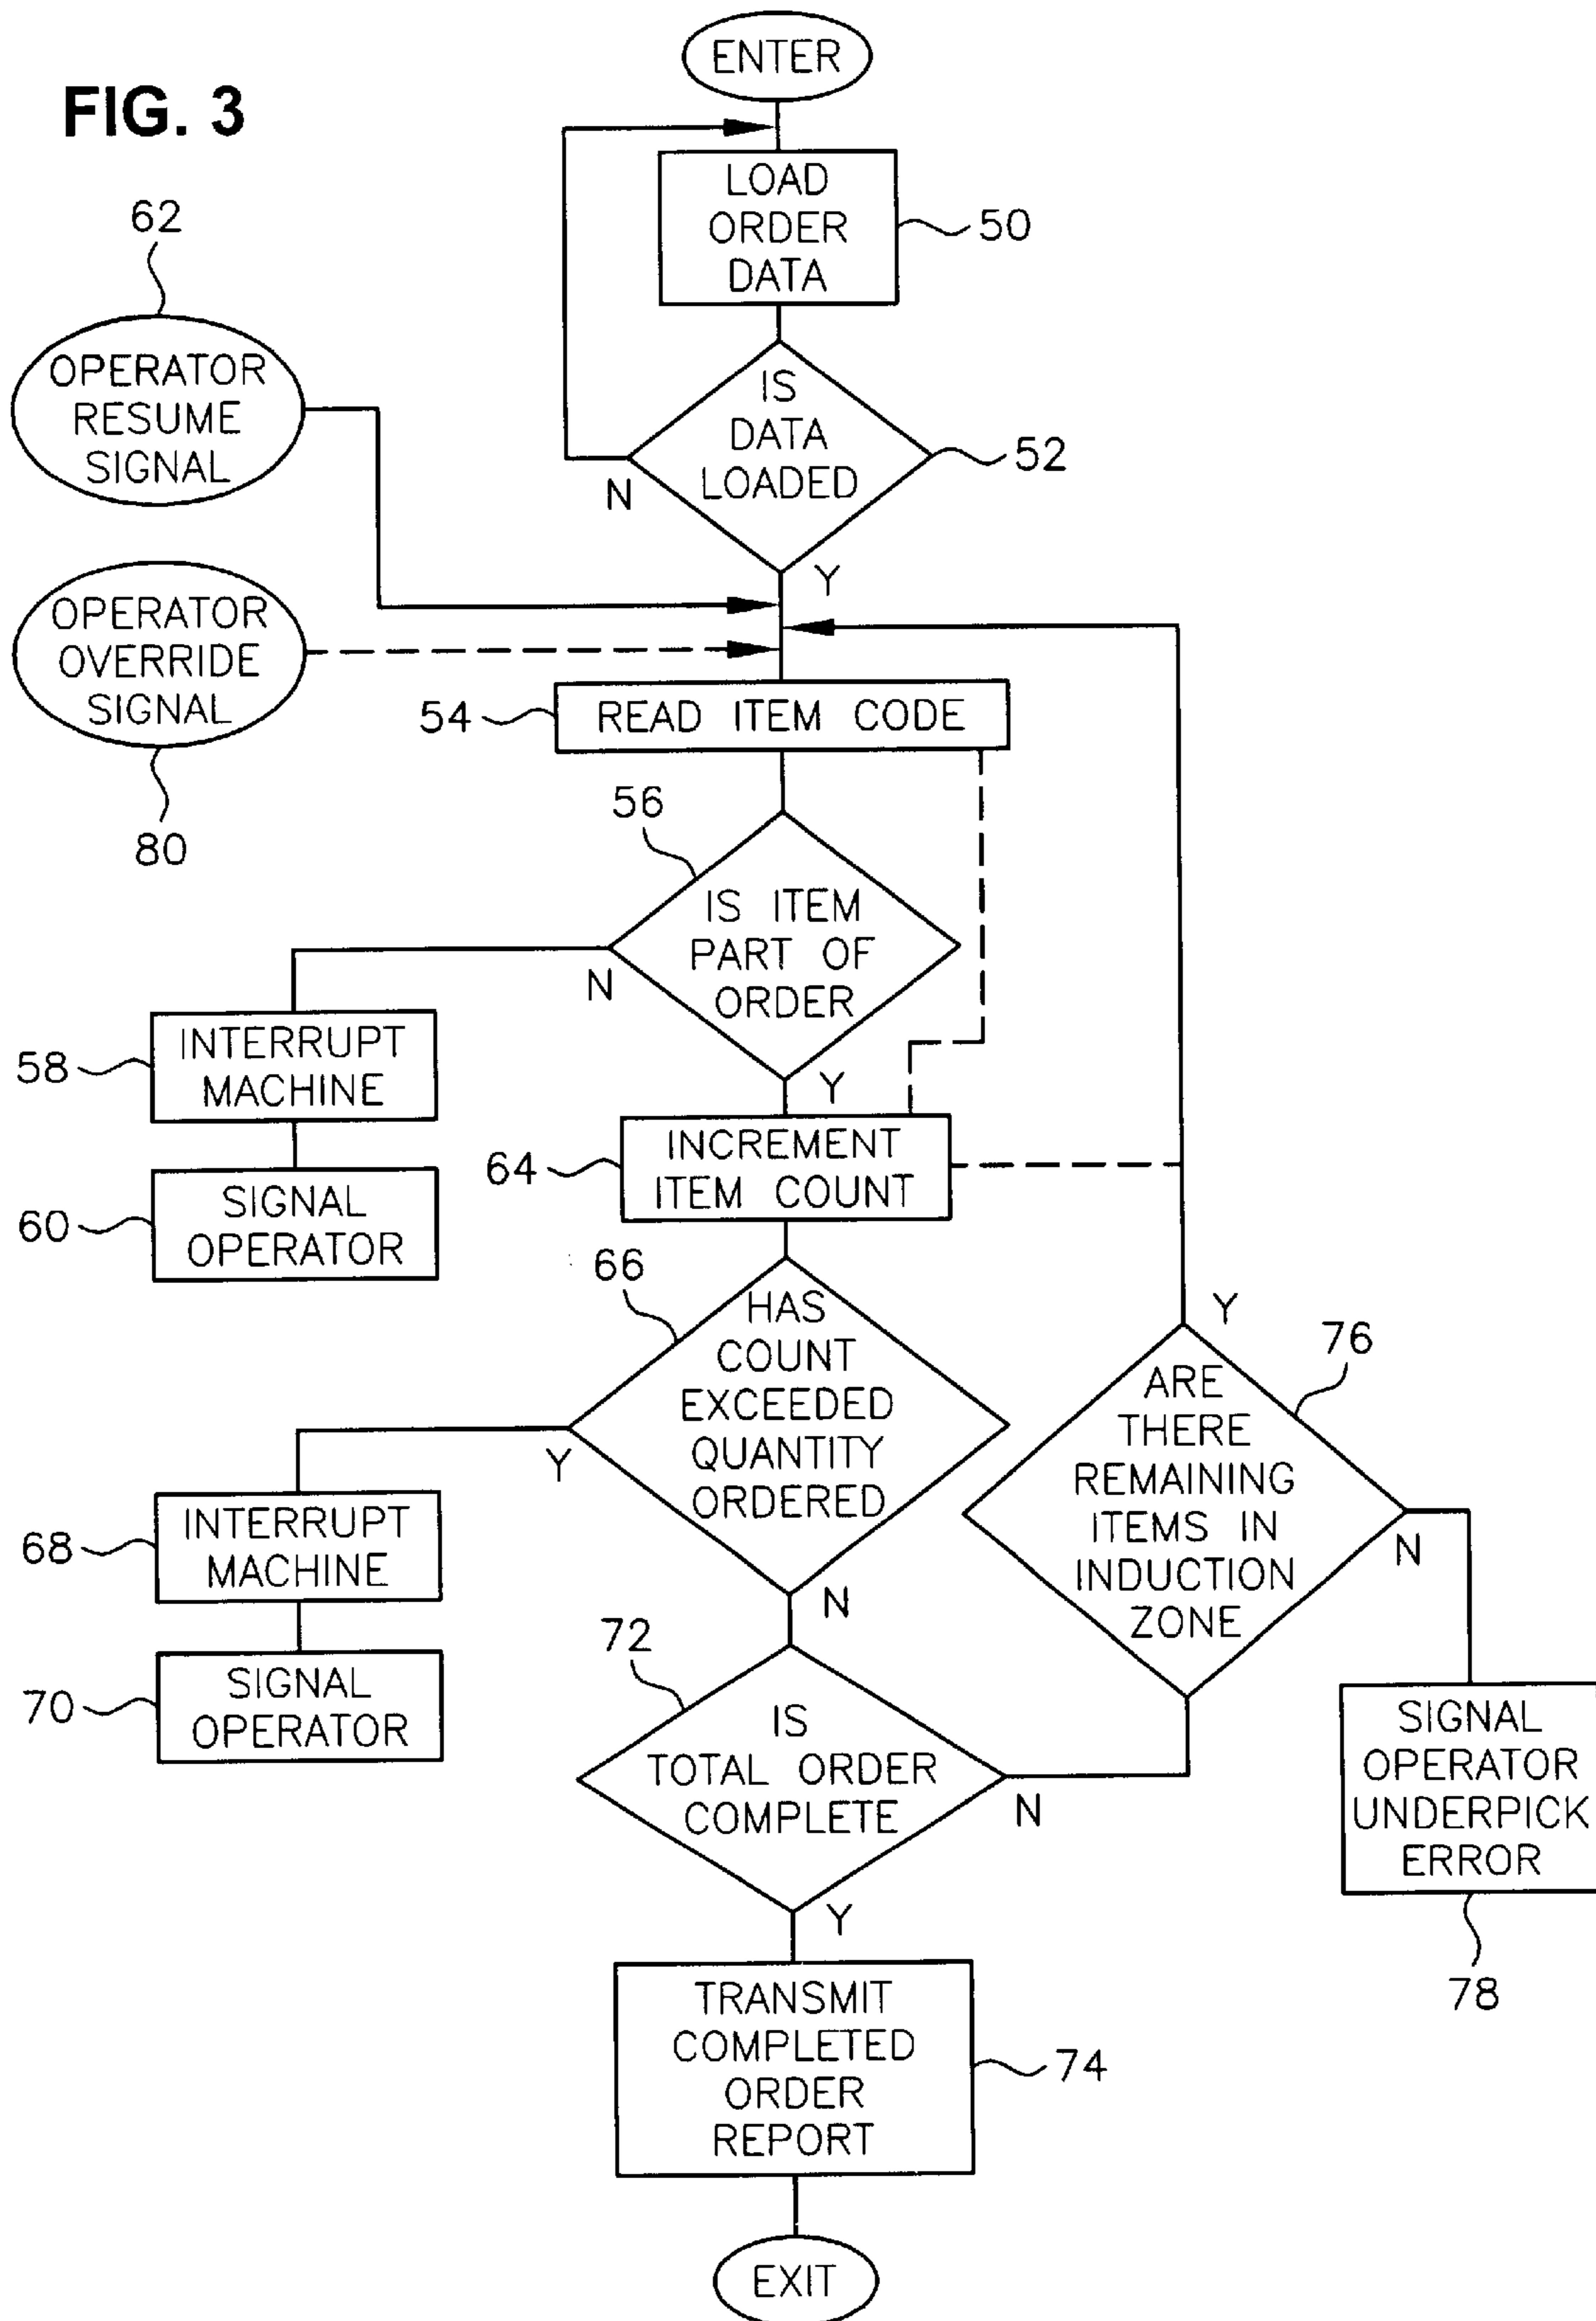 FIG. 3
ENTER
LOAD
ORDER
DATA
50
62
OPERATOR
RESUME
SIGNAL
IS
DATA
LOADED
52
N
Y
OPERATOR
OVERRIDE
SIGNAL
80
54
READ ITEM CODE
56
IS ITEM
PART OF
ORDER
N
Y
58
INTERRUPT
MACHINE
60
SIGNAL
OPERATOR
64
INCREMENT
ITEM COUNT
66
HAS
COUNT
EXCEEDED
QUANTITY
ORDERED
Y
N
68
INTERRUPT
MACHINE
70
SIGNAL
OPERATOR
Y
76
ARE
THERE
REMAINING
ITEMS IN
INDUCTION
ZONE
N
72
IS
TOTAL ORDER
COMPLETE
N
Y
SIGNAL
OPERATOR
UNDERPICK
ERROR
78
TRANSMIT
COMPLETED
ORDER
REPORT
74
EXIT